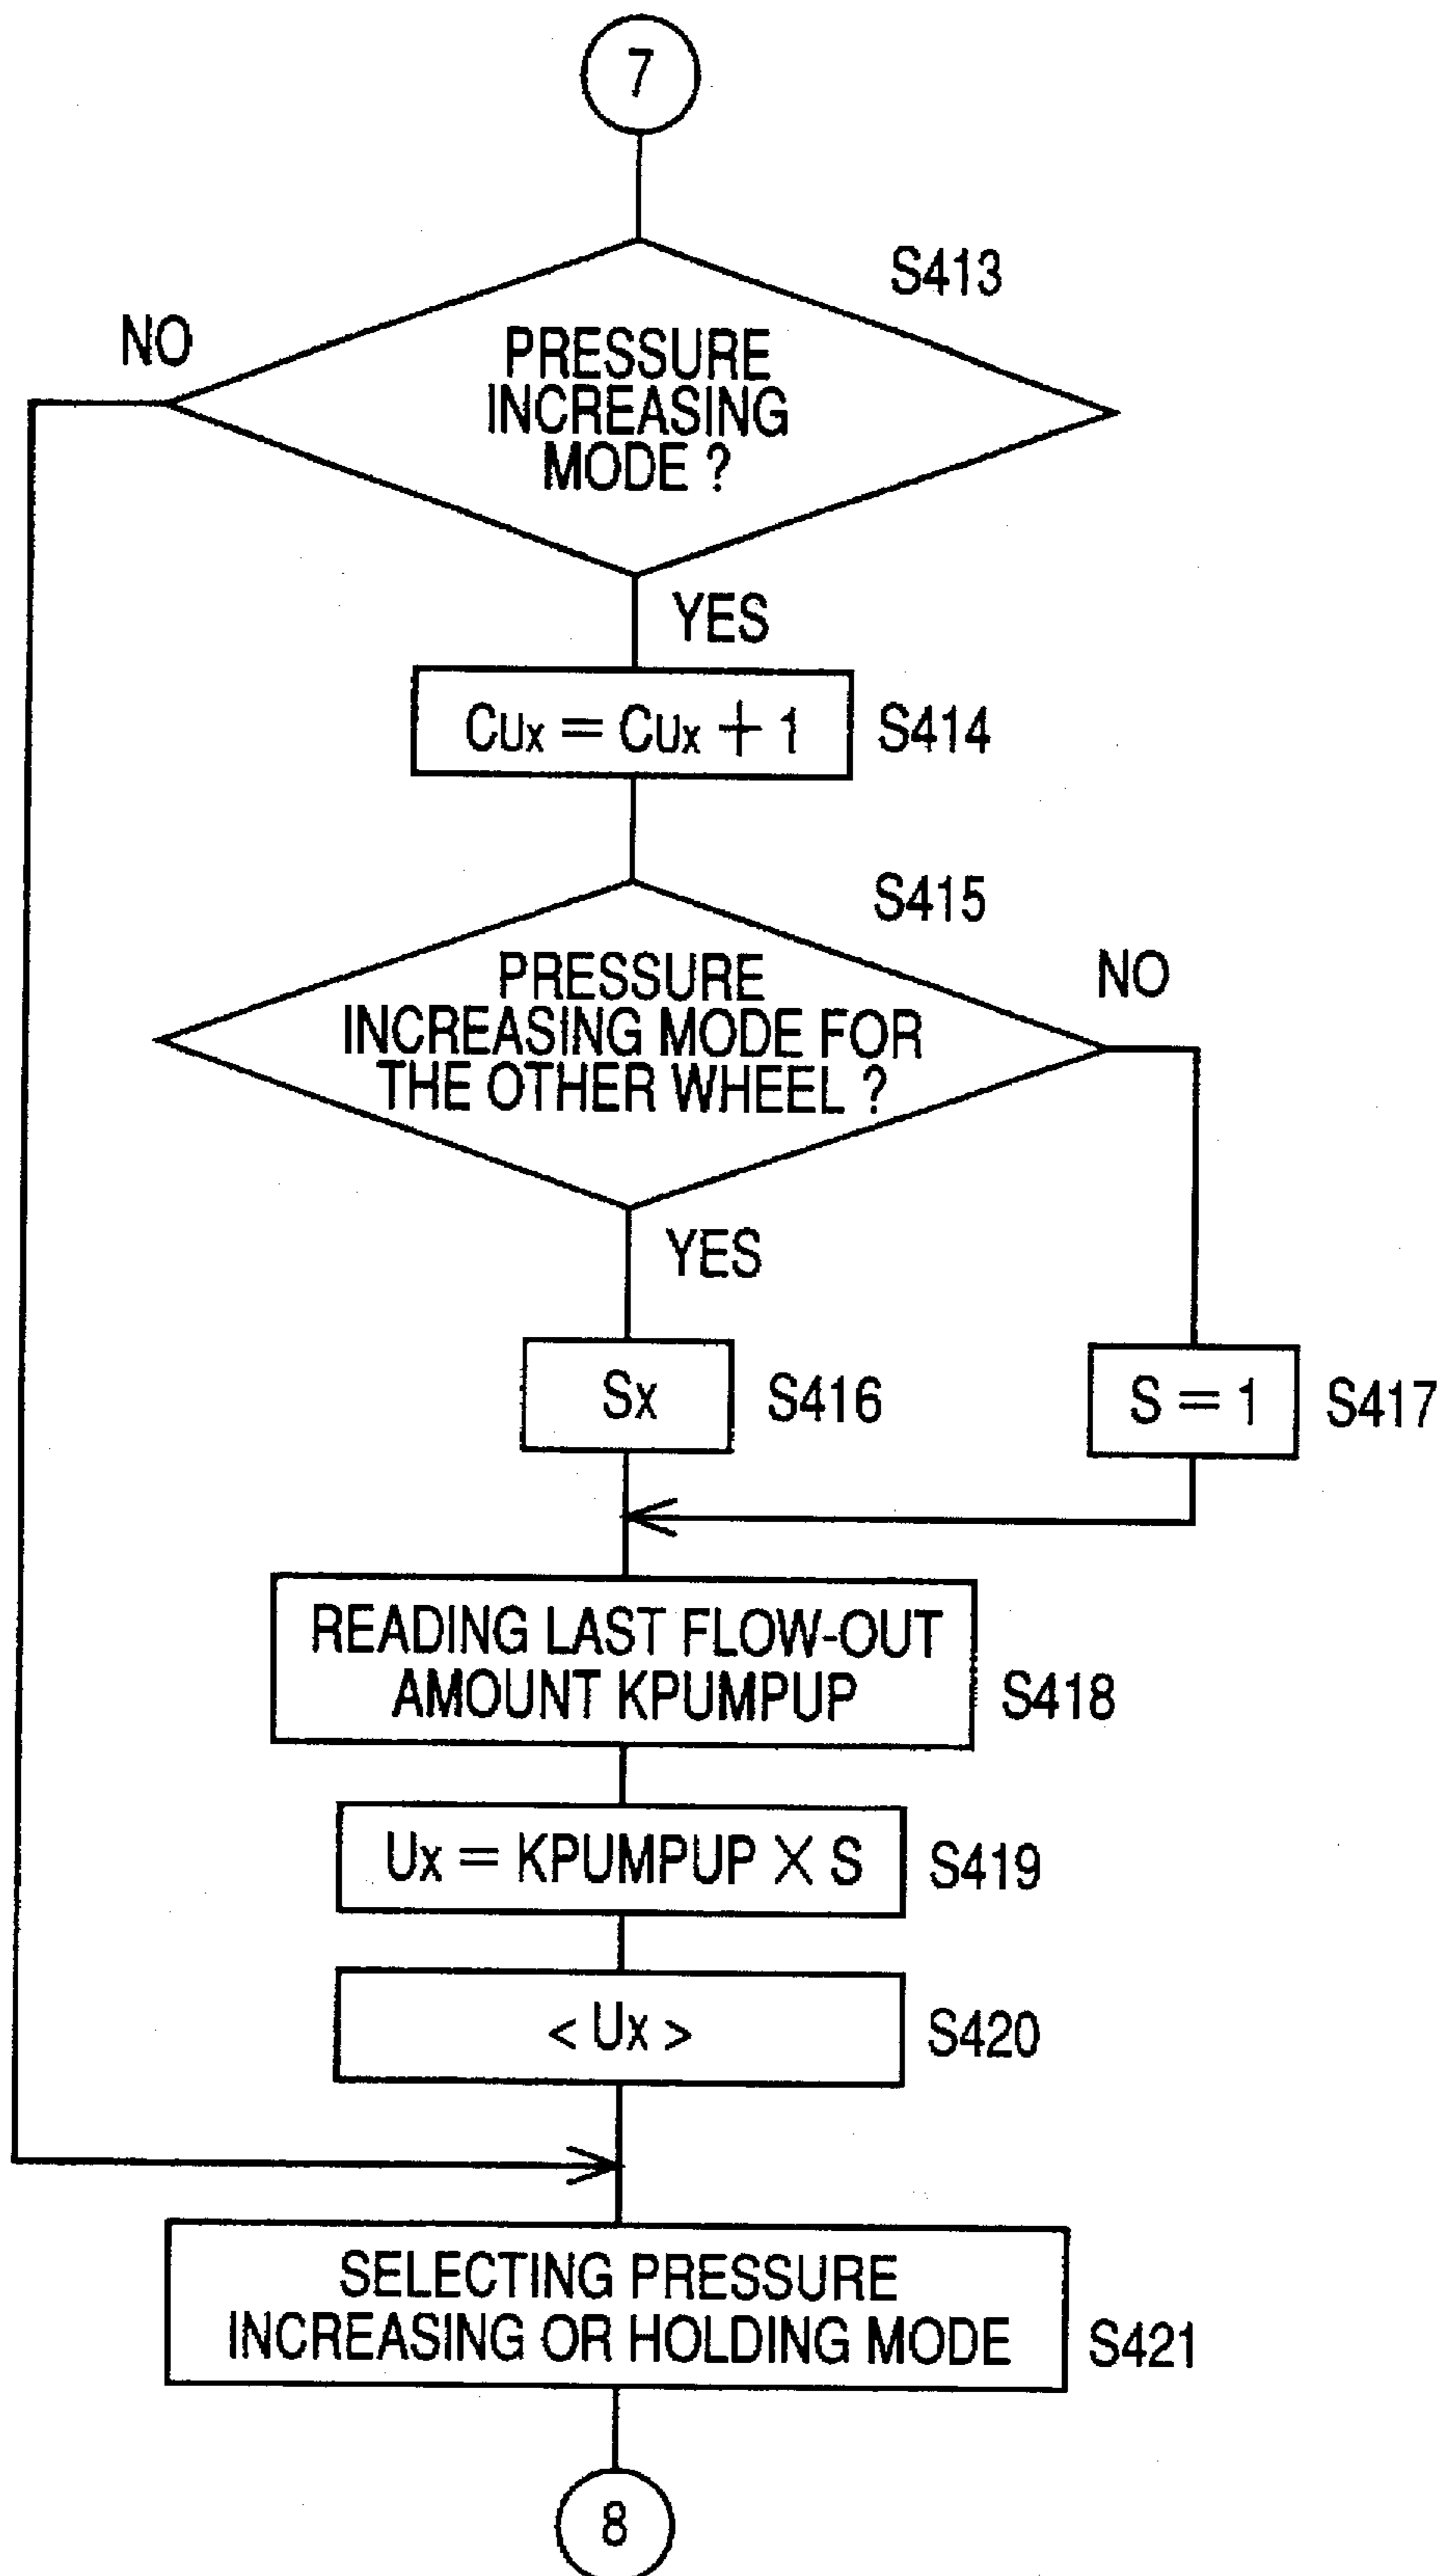 7
S413
NO
PRESSURE
INCREASING
MODE ?
YES
CUx = CUx + 1
S414
S415
PRESSURE
INCREASING MODE FOR
THE OTHER WHEEL ?
NO
YES
Sx
S416
S = 1
S417
READING LAST FLOW-OUT
AMOUNT KPUMPUP
S418
Ux = KPUMPUP × S
S419
< Ux >
S420
SELECTING PRESSURE
INCREASING OR HOLDING MODE
S421
8